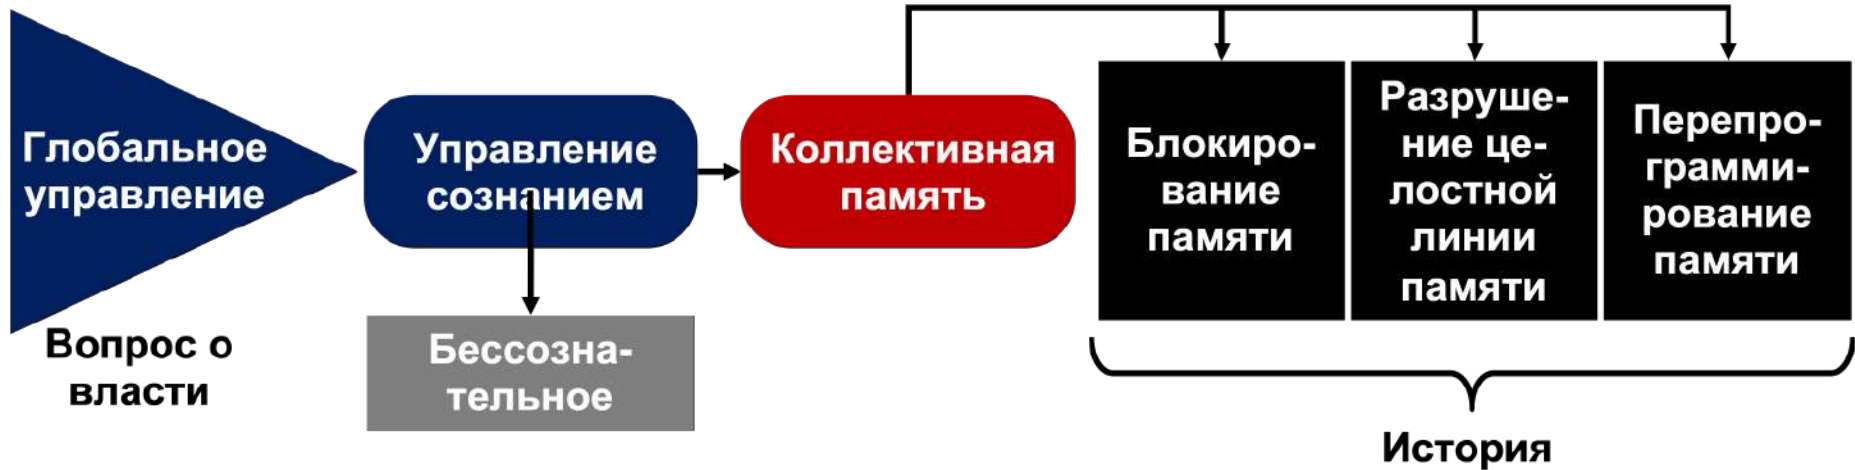 Глобальное
управление
Вопрос о
власти
Управление
сознанием
Бессозна-
тельное
Коллективная
память
Блокиро-
вание
памяти
Разруше-
ние це-
лостной
линии
памяти
Перепро-
грамми-
рование
памяти
История